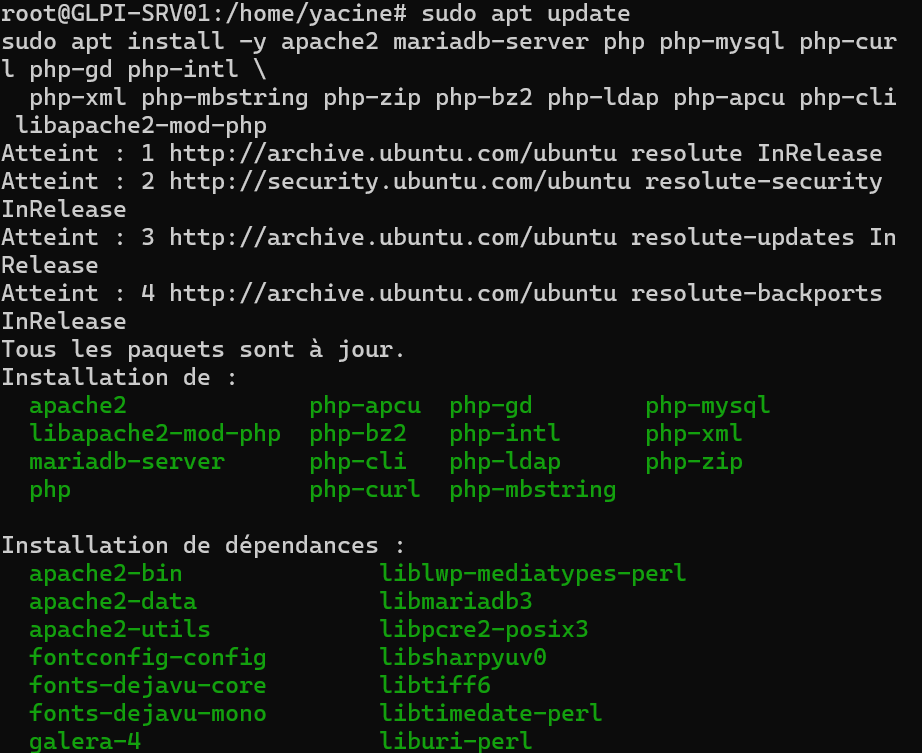 root@GLPI-SRV01:/home/yacine# sudo apt update
sudo apt install -y apache2 mariadb-server php php-mysql php-cur
l php-gd php-intl \
  php-xml php-mbstring php-zip php-bz2 php-ldap php-apcu php-cli
 libapache2-mod-php
Atteint : 1 http://archive.ubuntu.com/ubuntu resolute InRelease
Atteint : 2 http://security.ubuntu.com/ubuntu resolute-security
InRelease
Atteint : 3 http://archive.ubuntu.com/ubuntu resolute-updates In
Release
Atteint : 4 http://archive.ubuntu.com/ubuntu resolute-backports
InRelease
Tous les paquets sont à jour.
Installation de :
  apache2             php-apcu  php-gd        php-mysql
  libapache2-mod-php  php-bz2   php-intl      php-xml
  mariadb-server      php-cli   php-ldap      php-zip
  php                 php-curl  php-mbstring

Installation de dépendances :
  apache2-bin              liblwp-mediatypes-perl
  apache2-data             libmariadb3
  apache2-utils            libpcre2-posix3
  fontconfig-config        libsharpyuv0
  fonts-dejavu-core        libtiff6
  fonts-dejavu-mono        libtimedate-perl
  galera-4                 liburi-perl